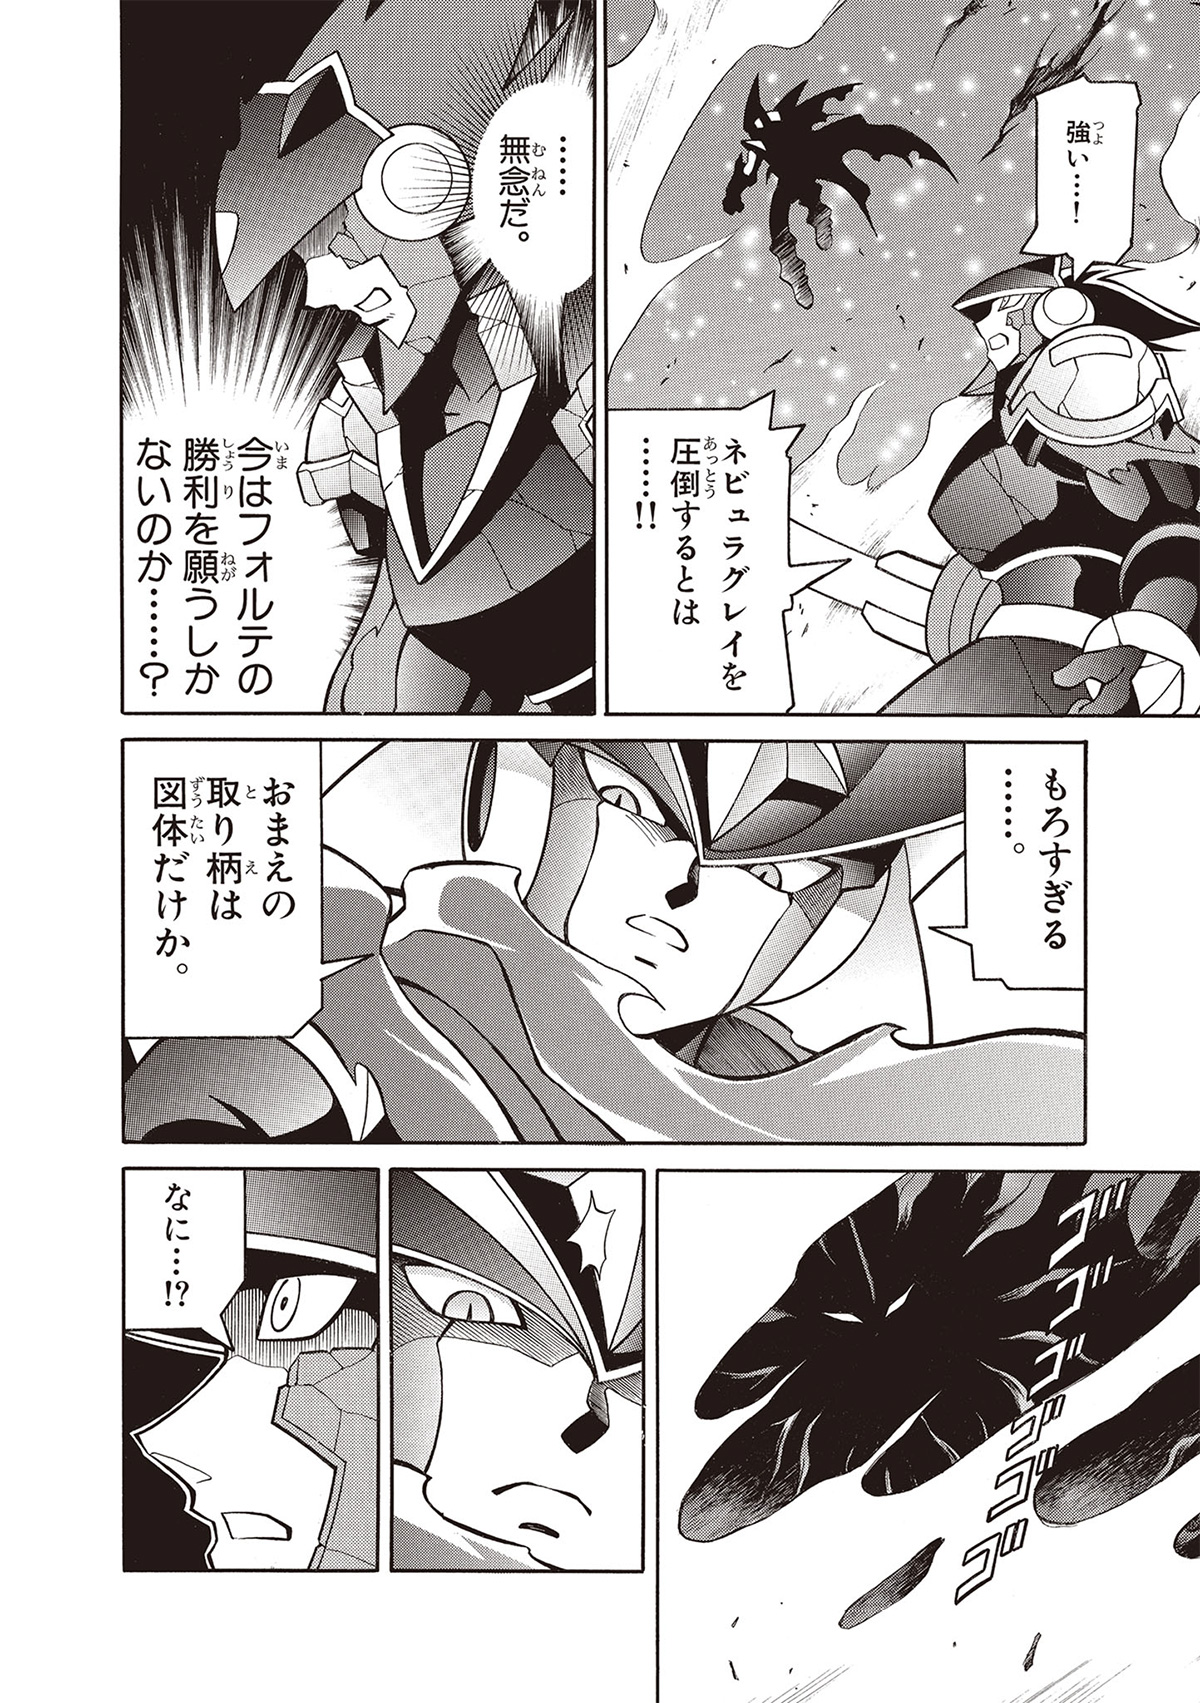 強い……！
ネビュラグレイを
圧倒するとは
……!!
……
無念だ。
今はフォルテの
勝利を願うしか
ないのか……？
もろすぎる
……。
おまえの
取り柄は
図体だけか。
ゴゴゴゴゴゴゴ
なに…!?